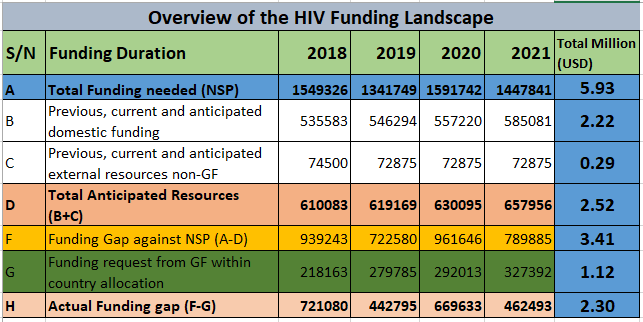 Overview of the HIV Funding Landscape
S/N Funding Duration 2018 2019 2020 2021 Total Million
(USD)
A Total Funding needed (NSP) 1549326 1341749 1591742 1447841 5.93
B Previous, current and anticipated
domestic funding 535583 546294 557220 585081 2.22
C Previous, current and anticipated
external resources non-GF 74500 72875 72875 72875 0.29
D Total Anticipated Resources
(B+C) 610083 619169 630095 657956 2.52
F Funding Gap against NSP (A-D) 939243 722580 961646 789885 3.41
G Funding request from GF within
country allocation 218163 279785 292013 327392 1.12
H Actual Funding gap (F-G) 721080 442795 669633 462493 2.30